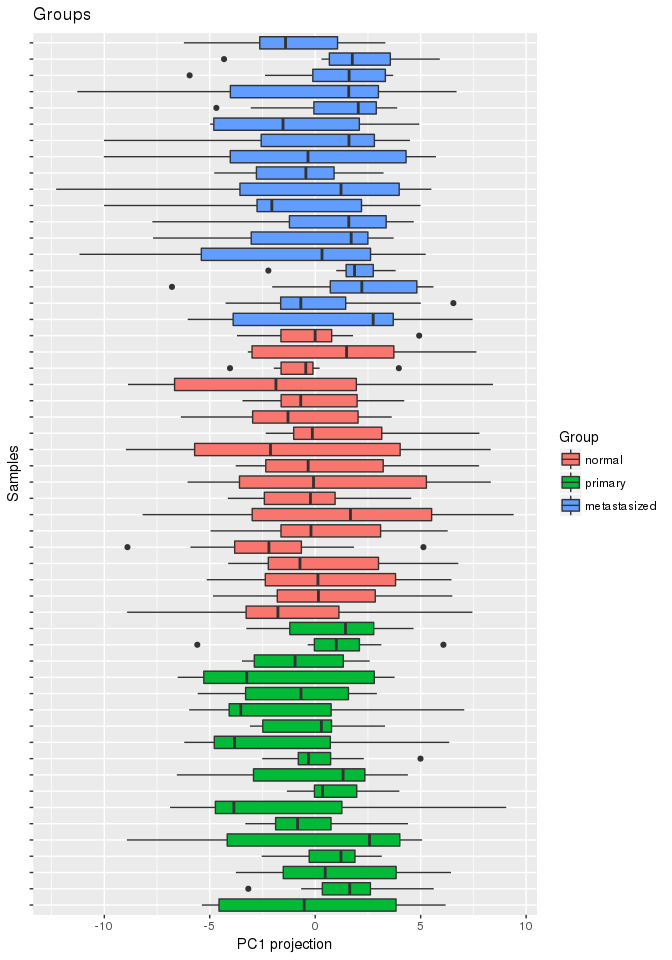 Groups
Samples
Group
normal
primary
metastasized
-10
-5
0
5
10
PC1 projection